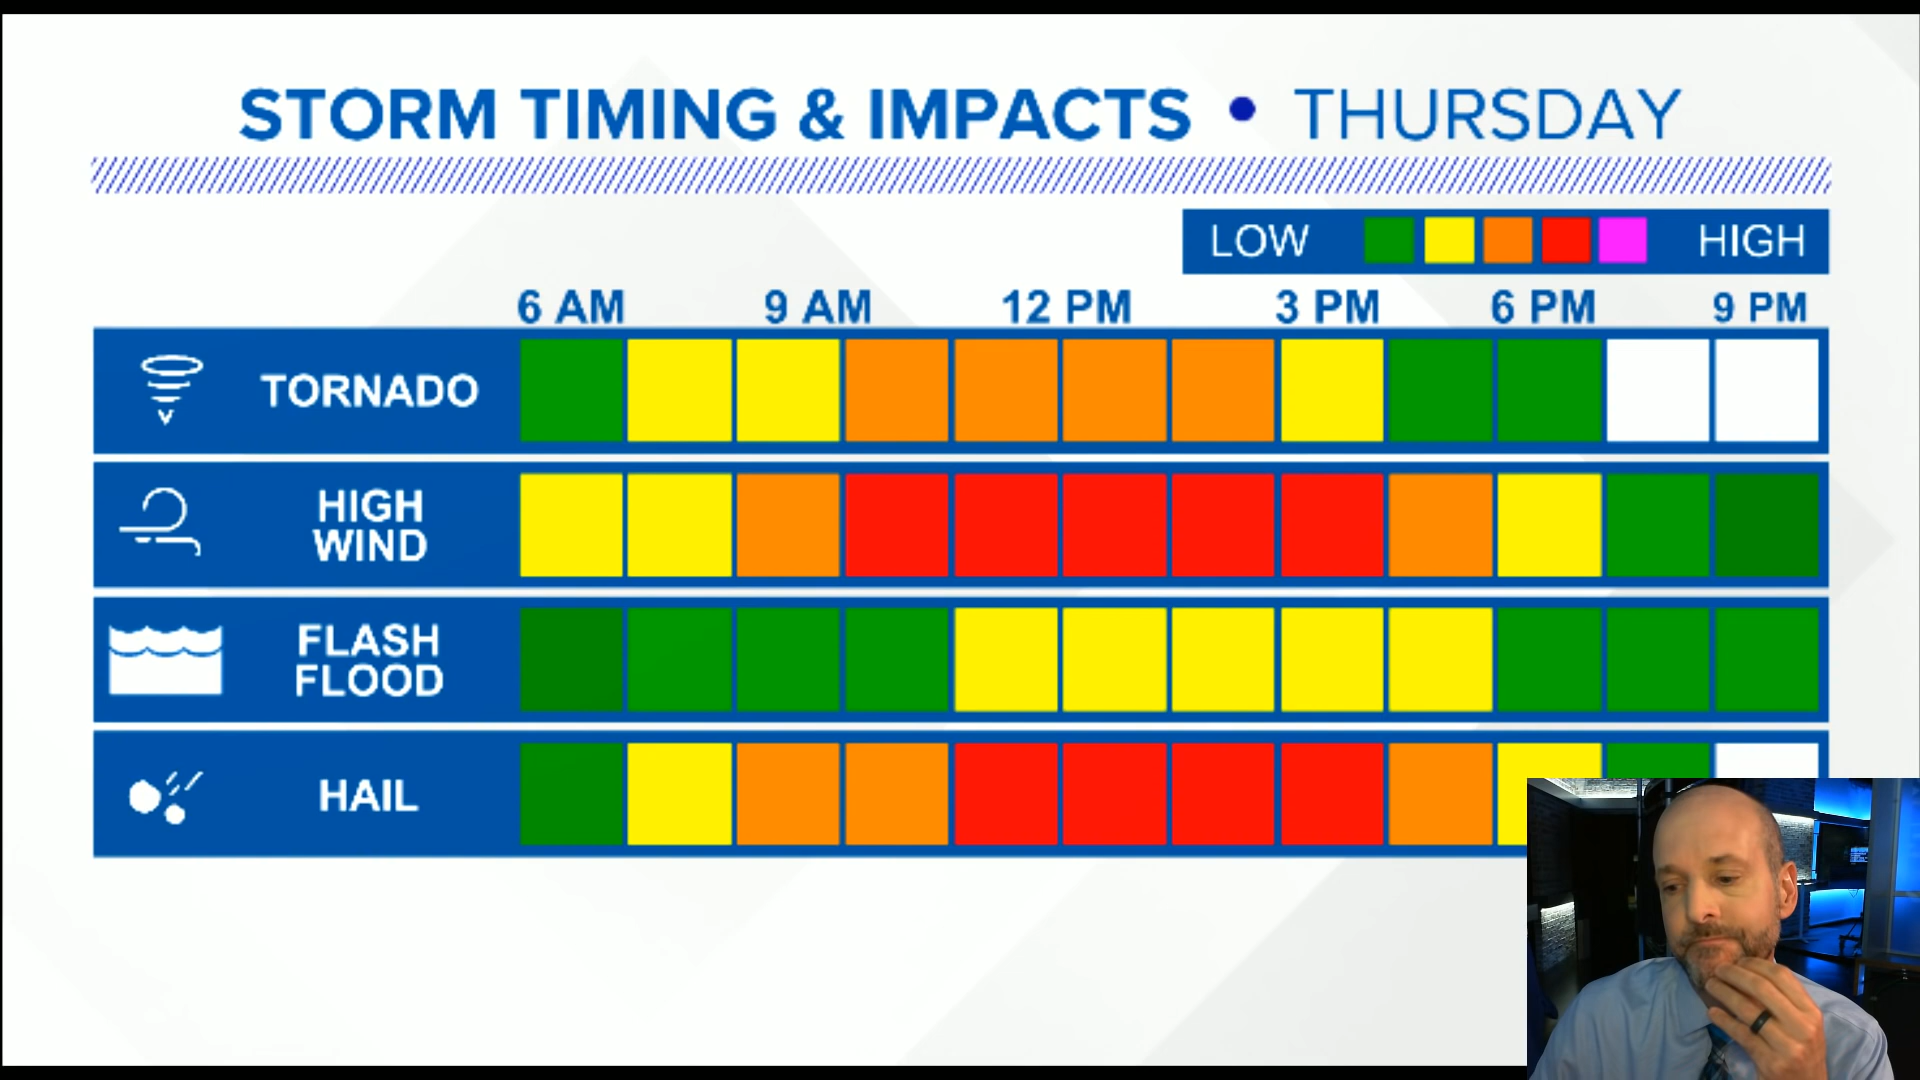 STORM TIMING & IMPACTS • THURSDAY
LOW HIGH
6 AM 9 AM 12 PM 3 PM 6 PM 9 PM
TORNADO
HIGH
WIND
FLASH
FLOOD
HAIL